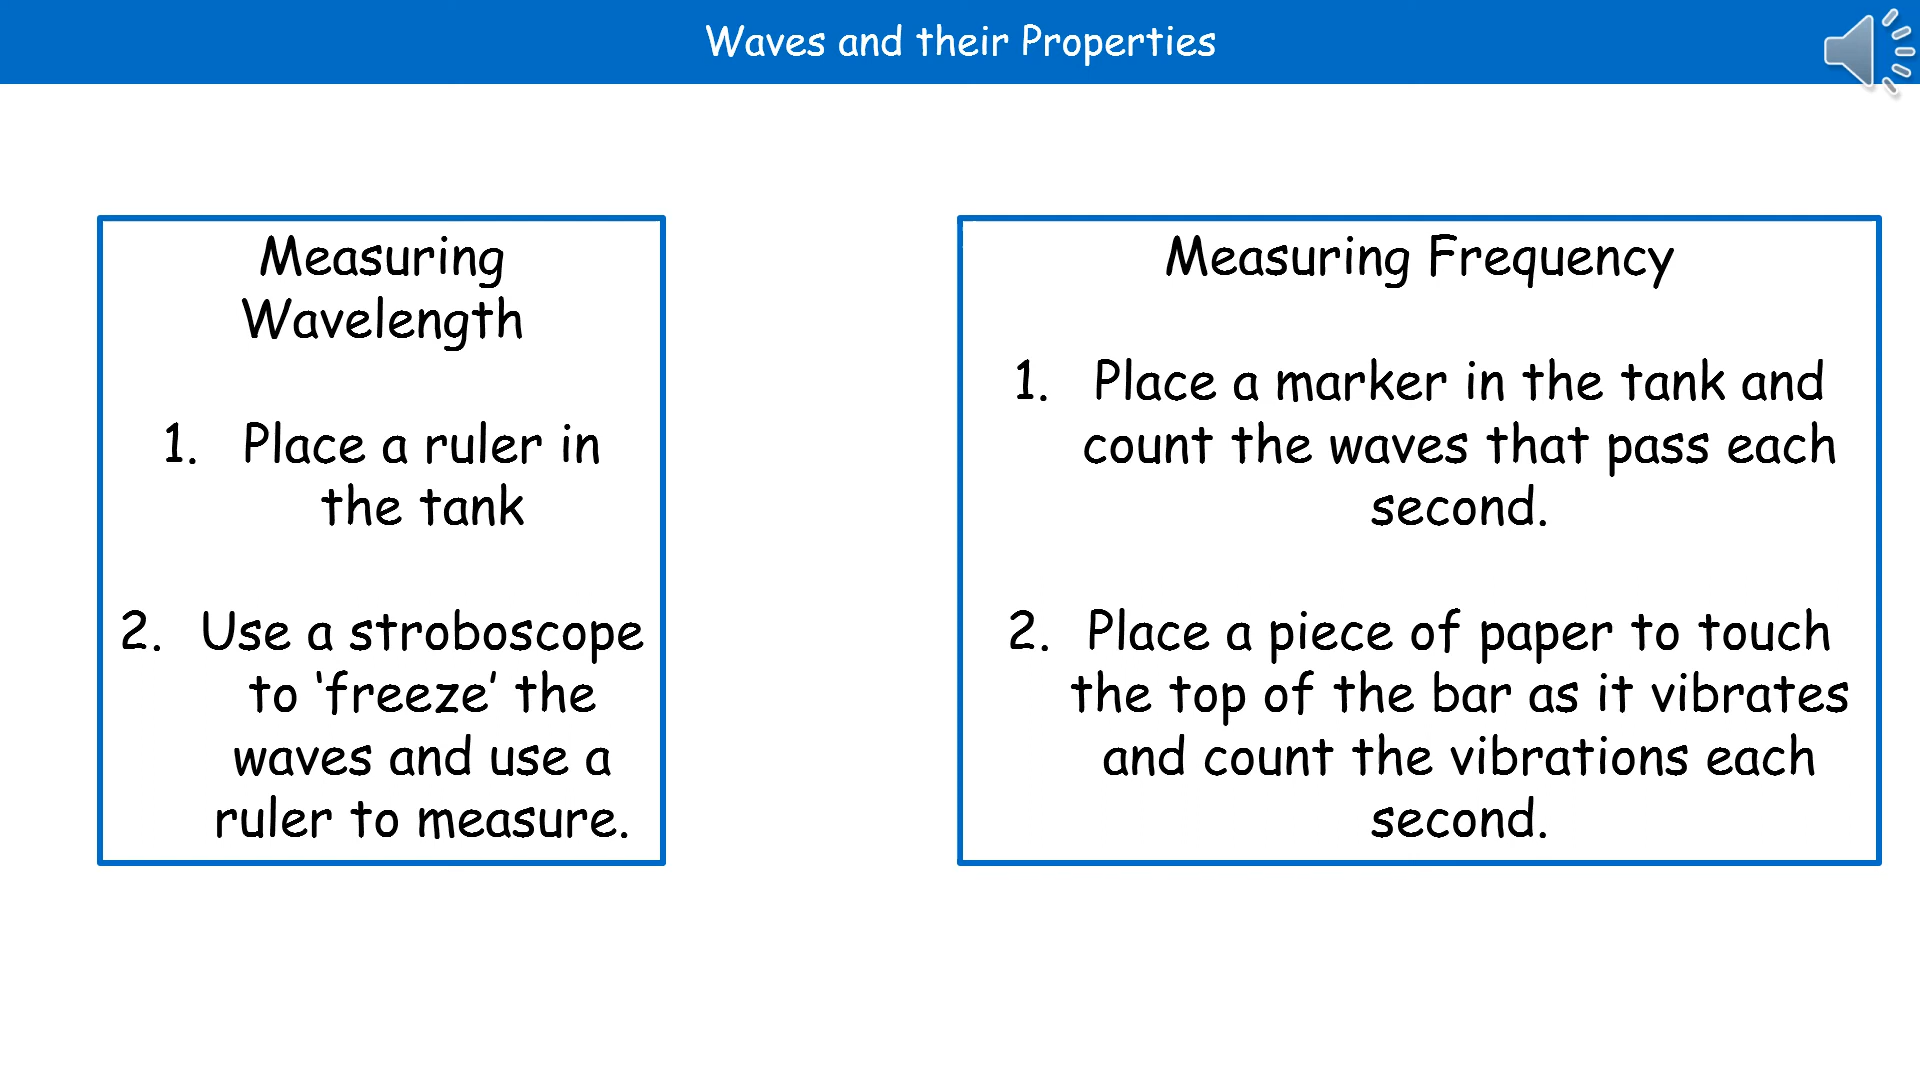 Waves and their Properties
Measuring
Wavelength
1. Place a ruler in
the tank
2. Use a stroboscope
to ‘freeze’ the
waves and use a
ruler to measure.
Measuring Frequency
1. Place a marker in the tank and
count the waves that pass each
second.
2. Place a piece of paper to touch
the top of the bar as it vibrates
and count the vibrations each
second.